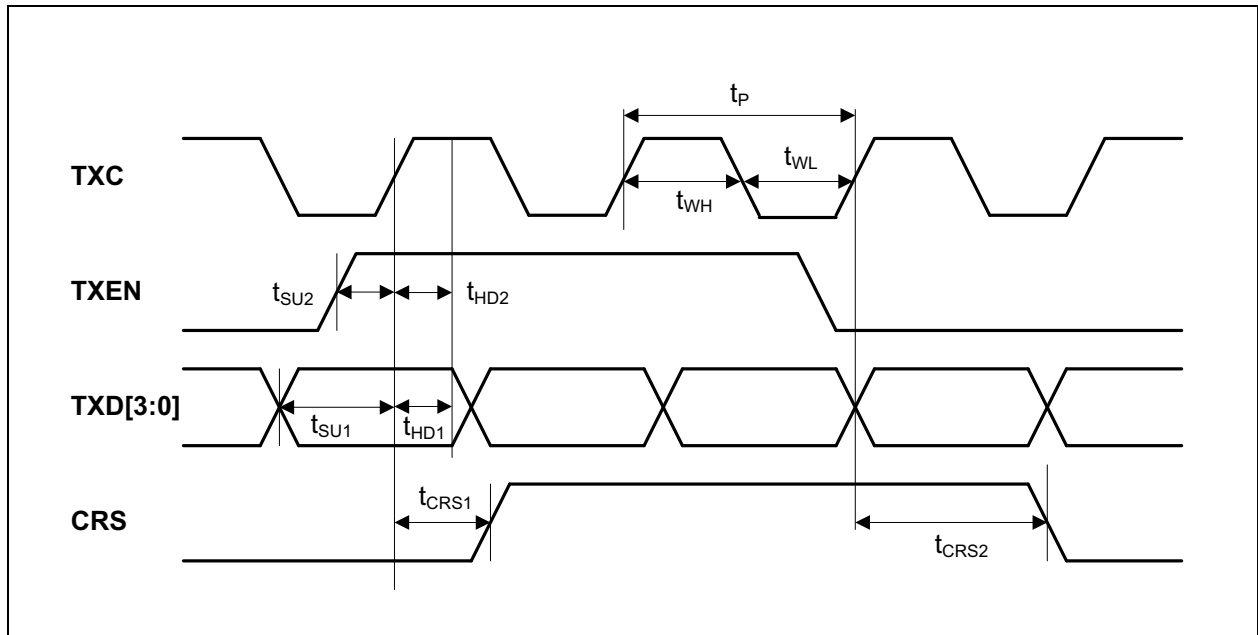 tP
TXC
tWL
tWH
TXEN
tSU2
tHD2
TXD[3:0]
tSU1
tHD1
tCRS1
CRS
tCRS2